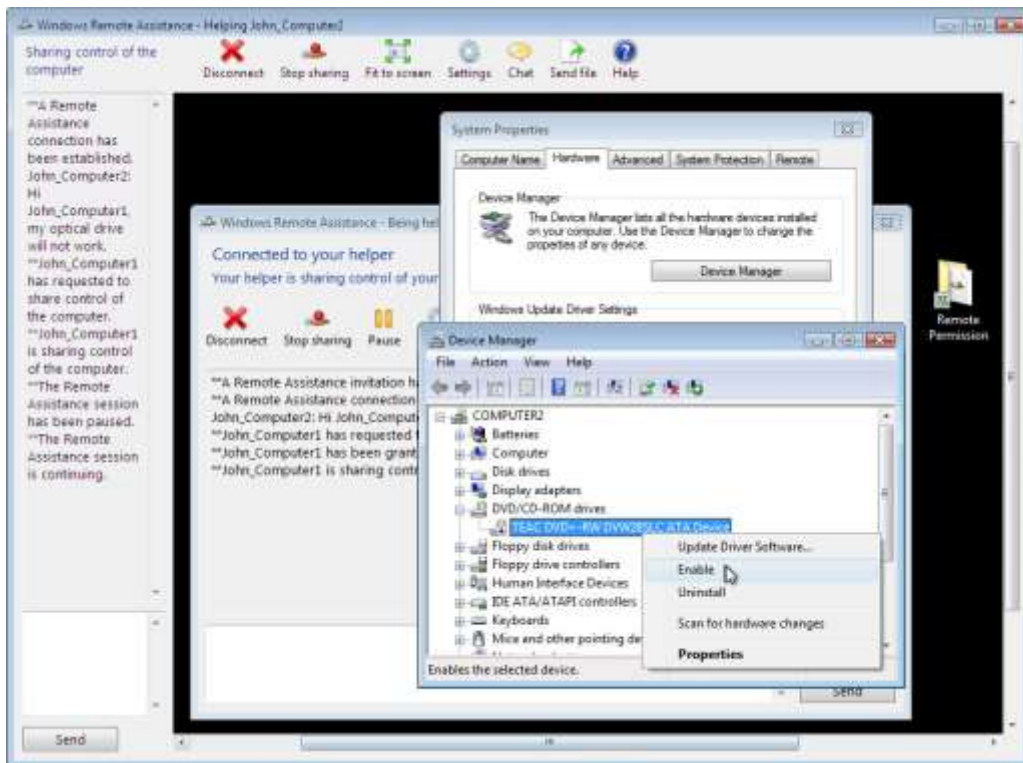 Windows Remote Assistance - Helping John_Computer2
Sharing control of the
computer
Disconnect Stop sharing Fit to screen Settings Chat Send file Help
**A Remote
Assistance
connection has
been established.
John_Computer2:
Hi
John_Computer1,
my optical drive
will not work.
**John_Computer1
has requested to
share control of
the computer.
**John_Computer1
is sharing control
of the computer.
**The Remote
Assistance session
has been paused.
**The Remote
Assistance session
is continuing.
Send
System Properties
Computer Name Hardware Advanced System Protection Remote
Device Manager
The Device Manager lists all the hardware devices installed
on your computer. Use the Device Manager to change the
properties of any device.
Device Manager
Windows Update Driver Settings
Windows Remote Assistance - Being hel
Connected to your helper
Your helper is sharing control of your
Disconnect Stop sharing Pause
**A Remote Assistance invitation h
**A Remote Assistance connection
John_Computer2: Hi John_Comput
**John_Computer1 has requested
**John_Computer1 has been grant
**John_Computer1 is sharing contr
Send
Remote
Permission
Device Manager
File Action View Help
COMPUTER2
Batteries
Computer
Disk drives
Display adapters
DVD/CD-ROM drives
TEAC DVD+-RW DVW28SLC ATA Device
Floppy disk drives
Floppy drive controllers
Human Interface Devices
IDE ATA/ATAPI controllers
Keyboards
Mice and other pointing de
Enables the selected device.
Update Driver Software...
Enable
Uninstall
Scan for hardware changes
Properties